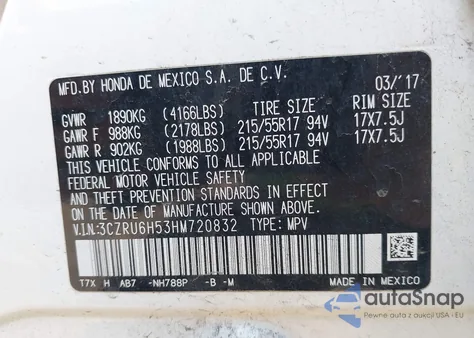 MFD.BY HONDA DE MEXICO S.A. DE C.V.
03/'17
GVWR 1890KG (4166LBS) TIRE SIZE RIM SIZE
GAWR F 988KG (2178LBS) 215/55R17 94V 17X7.5J
GAWR R 902KG (1988LBS) 215/55R17 94V 17X7.5J
THIS VEHICLE CONFORMS TO ALL APPLICABLE
FEDERAL MOTOR VEHICLE SAFETY
AND THEFT PREVENTION STANDARDS IN EFFECT
ON THE DATE OF MANUFACTURE SHOWN ABOVE.
V.I.N.:3CZRU6H53HM720832 TYPE: MPV
T7X H AB7 -NH788P -B -M
MADE IN MEXICO
autaSnap
Pewne auta z aukcji USA - EU